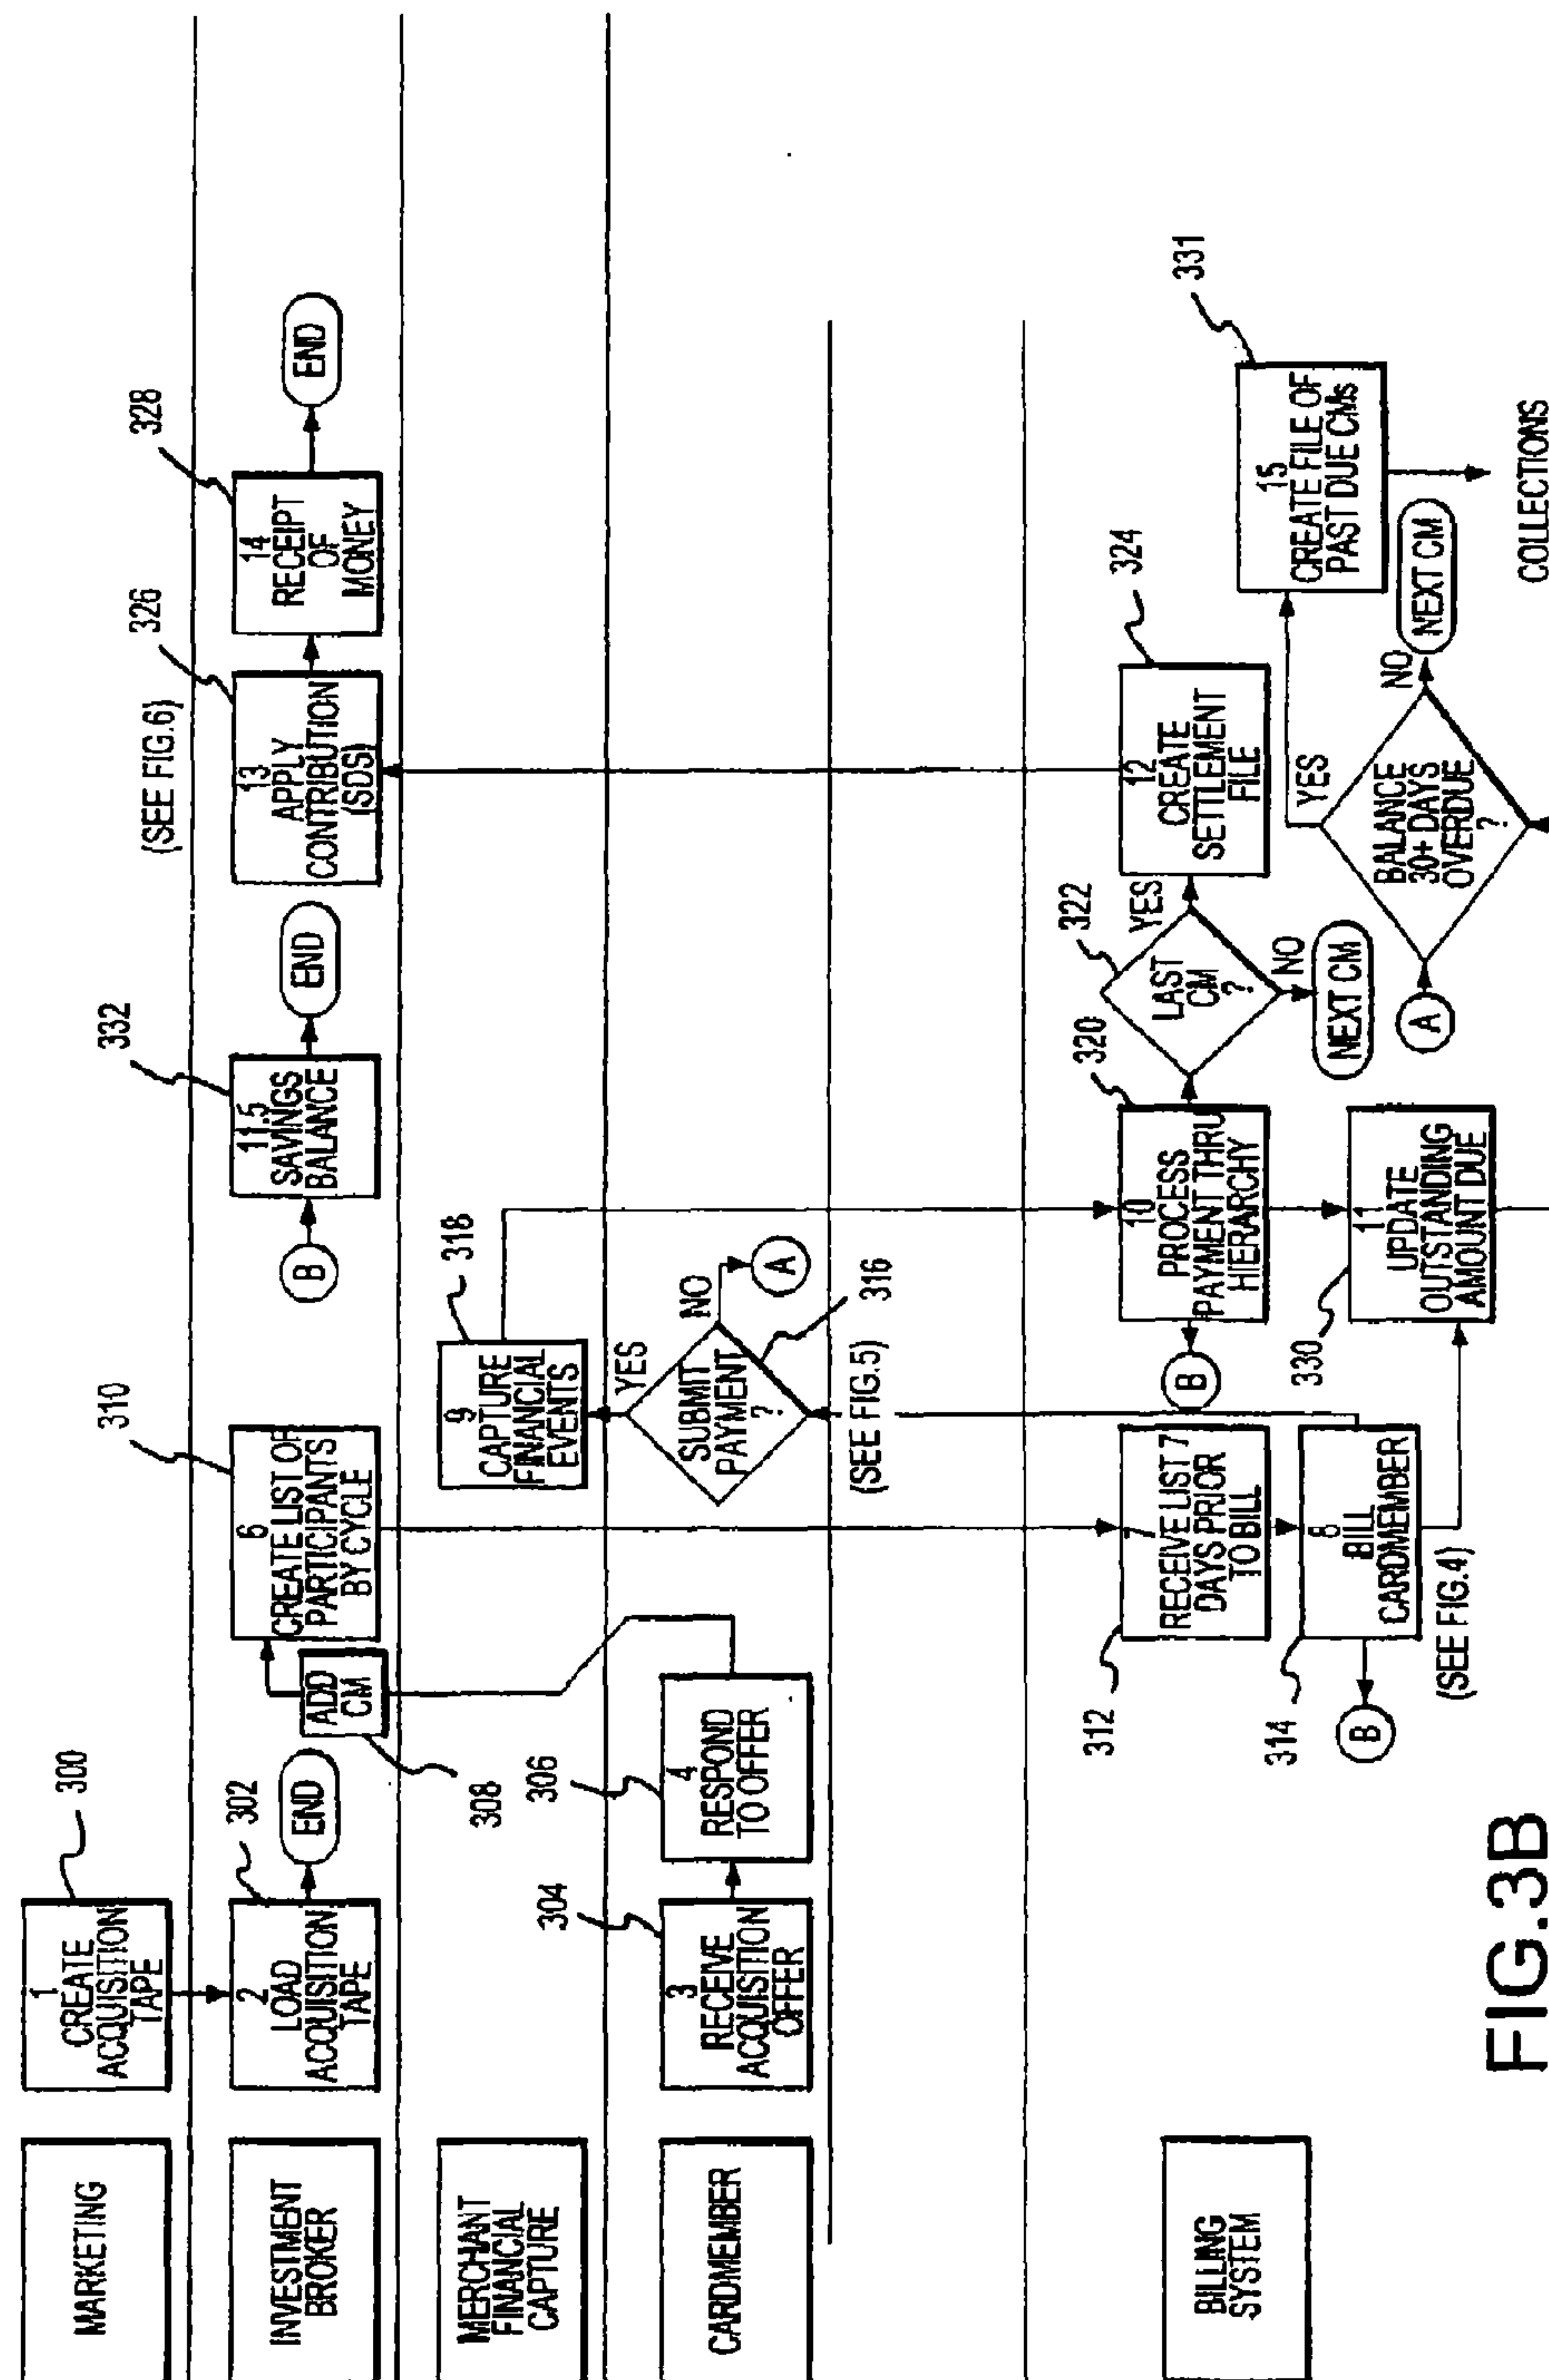 MARKETING
1
CREATE
ACQUISITION
TAPE
300
INVESTMENT
BROKER
2
LOAD
ACQUISITION
TAPE
302
END
ADD
CM
308
6
CREATE LIST OF
PARTICIPANTS
BY CYCLE
310
B
11.5
SAVINGS
BALANCE
332
END
(SEE FIG.6)
13
APPLY
CONTRIBUTION
(SDS)
326
14
RECEIPT
OF
MONEY
328
END
MERCHANT
FINANCIAL
CAPTURE
9
CAPTURE
FINANCIAL
EVENTS
318
CARDMEMBER
3
RECEIVE
ACQUISITION
OFFER
304
4
RESPOND
TO OFFER
306
SUBMIT
PAYMENT
?
YES
NO
A
316
(SEE FIG.5)
BILLING
SYSTEM
7
RECEIVE LIST
DAYS PRIOR
TO BILL
312
8
BILL
CARDMEMBER
314
B
(SEE FIG.4)
10
PROCESS
PAYMENT THRU
HIERARCHY
320
B
11
UPDATE
OUTSTANDING
AMOUNT DUE
330
LAST
CM
?
322
YES
NO
NEXT CM
12
CREATE
SETTLEMENT
FILE
324
A
BALANCE
30+ DAYS
OVERDUE
?
YES
NO
NEXT CM
15
CREATE FILE OF
PAST DUE CMs
331
COLLECTIONS
FIG.3B